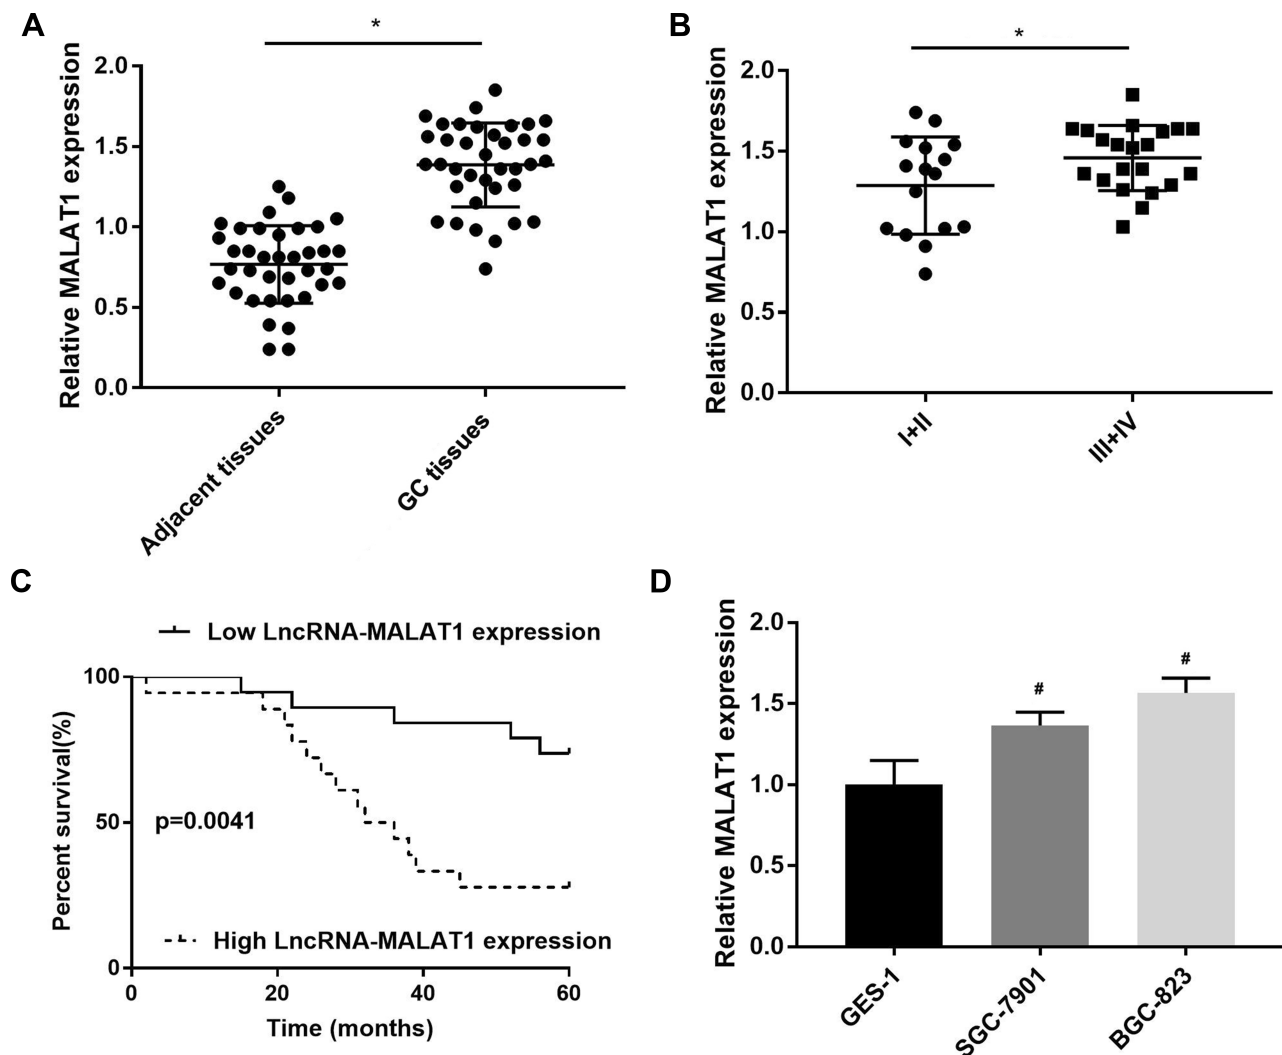 A
Relative MALAT1 expression
*
2.0
1.5
1.0
0.5
0.0
Adjacent tissues
GC tissues
B
Relative MALAT1 expression
*
2.0
1.5
1.0
0.5
0.0
I+II
III+IV
C
Low LncRNA-MALAT1 expression
Percent survival(%)
100
50
0
p=0.0041
High LncRNA-MALAT1 expression
0
20
40
60
Time (months)
D
Relative MALAT1 expression
2.0
1.5
1.0
0.5
0.0
#
#
GES-1
SGC-7901
BGC-823